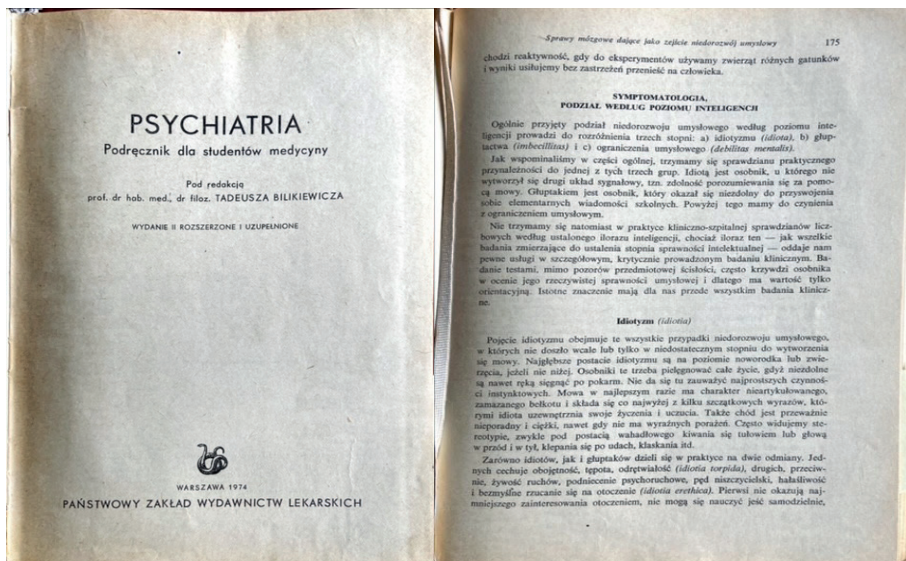 PSYCHIATRIA
Podręcznik dla studentów medycyny
Pod redakcją
prof. dr hab. med., dr filoz. TADEUSZA BILIKIEWICZA
WYDANIE II ROZSZERZONE I UZUPEŁNIONE
WARSZAWA 1974
PAŃSTWOWY ZAKŁAD WYDAWNICTW LEKARSKICH
Sprawy mózgowe dające jako zejście niedorozwój umysłowy 175
chodzi reaktywność, gdy do eksperymentów używamy zwierząt różnych gatunków
i wyniki usiłujemy bez zastrzeżeń przenieść na człowieka.
SYMPTOMATOLOGIA,
PODZIAŁ WEDŁUG POZIOMU INTELIGENCJI
Ogólnie przyjęty podział niedorozwoju umysłowego według poziomu inte-
ligencji prowadzi do rozróżnienia trzech stopni: a) idiotyzmu (idiotia), b) głup-
tactwa (imbecillitas) i c) ograniczenia umysłowego (debilitas mentalis).
Jak wspominaliśmy w części ogólnej, trzymamy się sprawdzianu praktycznego
przynależności do jednej z tych trzech grup. Idiotą jest osobnik, u którego nie
wytworzył się drugi układ sygnałowy, tzn. zdolność porozumiewania się za pomo-
cą mowy. Głuptakiem jest osobnik, który okazał się niezdolny do przyswojenia
sobie elementarnych wiadomości szkolnych. Powyżej tego mamy do czynienia
z ograniczeniem umysłowym.
Nie trzymamy się natomiast w praktyce kliniczno-szpitalnej sprawdzianów licz-
bowych według ustalonego ilorazu inteligencji, chociaż iloraz ten — jak wszelkie
badania zmierzające do ustalenia stopnia sprawności intelektualnej — oddaje nam
pewne usługi w szczegółowym, krytycznie prowadzonym badaniu klinicznym. Ba-
danie testami, mimo pozorów przedmiotowej ścisłości, często krzywdzi osobnika
w ocenie jego rzeczywistej sprawności umysłowej i dlatego ma wartość tylko
orientacyjną. Istotne znaczenie mają dla nas przede wszystkim badania klinicz-
ne.
Idiotyzm (idiotia)
Pojęcie idiotyzmu obejmuje te wszystkie przypadki niedorozwoju umysłowego,
w których nie doszło wcale lub tylko w niedostatecznym stopniu do wytworzenia
się mowy. Najgłębsze postacie idiotyzmu są na poziomie noworodka lub zwie-
rzęcia, jeżeli nie niżej. Osobniki te trzeba pielęgnować całe życie, gdyż niezdolne
są nawet ręką sięgnąć po pokarm. Nie da się tu zauważyć najprostszych czynnoś-
ci instynktowych. Mowa w najlepszym razie ma charakter nieartykułowanego,
zamazanego bełkotu i składa się co najwyżej z kilku szczątkowych wyrazów, któ-
rymi idiota uzewnętrznia swoje życzenia i uczucia. Także chód jest przeważnie
nieporadny i ciężki, nawet gdy nie ma wyraźnych porażeń. Często widujemy ste-
reotypie, zwykle pod postacią wahadłowego kiwania się tułowiem lub głową
w przód i w tył, klepania się po udach, klaskania itd.
Zarówno idiotów, jak i głuptaków dzieli się w praktyce na dwie odmiany. Jed-
nych cechuje obojętność, tępota, odrętwiałość (idiotia torpida), drugich, przeciw-
nie, żywość ruchów, podniecenie psychoruchowe, pęd niszczycielski, hałaśliwość
i bezmyślne rzucanie się na otoczenie (idiotia erethica). Pierwsi nie okazują naj-
mniejszego zainteresowania otoczeniem, nie mogą się nauczyć jeść samodzielnie,